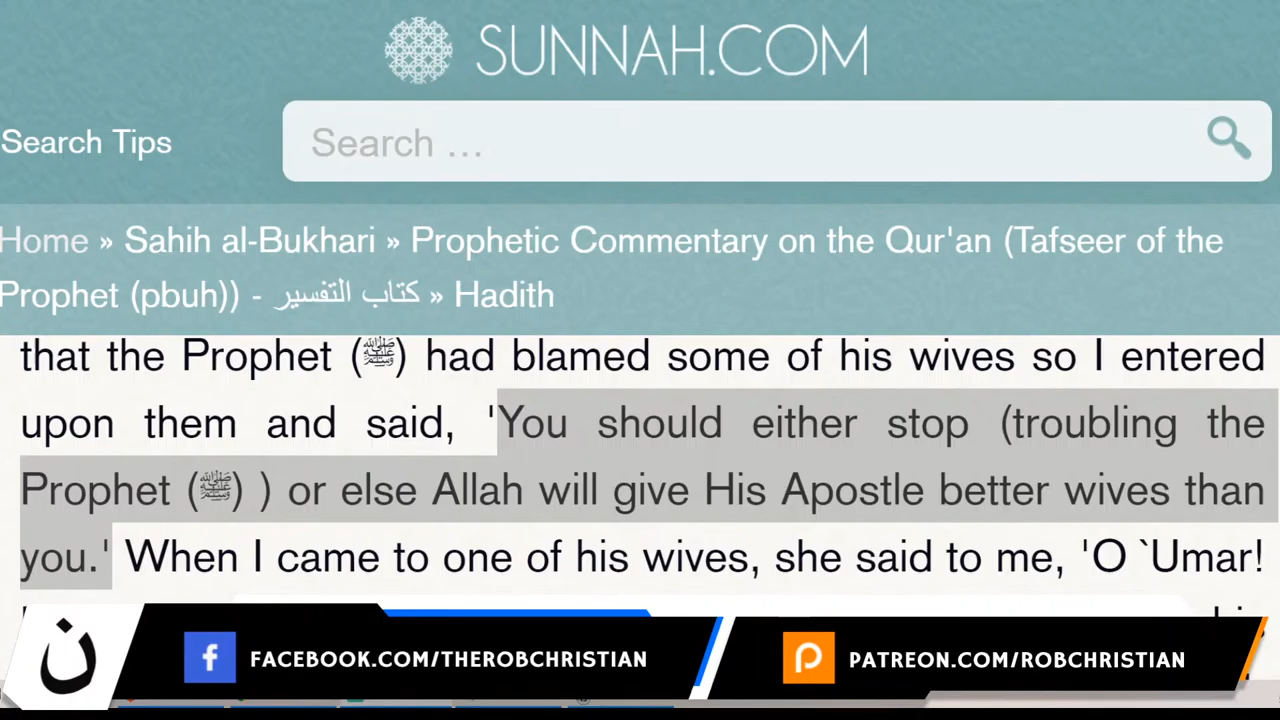 SUNNAH.COM
Search Tips
Search ...
Home » Sahih al-Bukhari » Prophetic Commentary on the Qur'an (Tafseer of the
Prophet (pbuh)) - كتاب التفسير » Hadith
that the Prophet (ﷺ) had blamed some of his wives so I entered
upon them and said, 'You should either stop (troubling the
Prophet (ﷺ) ) or else Allah will give His Apostle better wives than
you.' When I came to one of his wives, she said to me, 'O `Umar!
ن
FACEBOOK.COM/THEROBCHRISTIAN
PATREON.COM/ROBCHRISTIAN